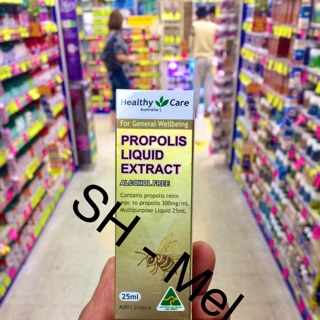 Healthy Care
Australia
For General Wellbeing
PROPOLIS
LIQUID
EXTRACT
ALCOHOL FREE
Contains propolis resin
eqv. to propolis 300mg/mL
Multipurpose Liquid 25mL
SH - Mel
25ml